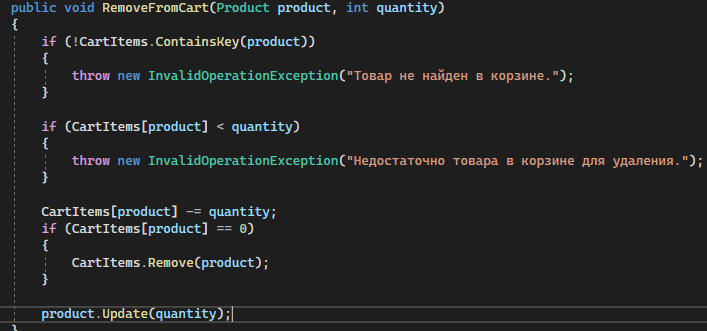 public void RemoveFromCart(Product product, int quantity)
{
if (!CartItems.ContainsKey(product))
{
throw new InvalidOperationException("Товар не найден в корзине.");
}
if (CartItems[product] < quantity)
{
throw new InvalidOperationException("Недостаточно товара в корзине для удаления.");
}
CartItems[product] -= quantity;
if (CartItems[product] == 0)
{
CartItems.Remove(product);
}
product.Update(quantity);
}